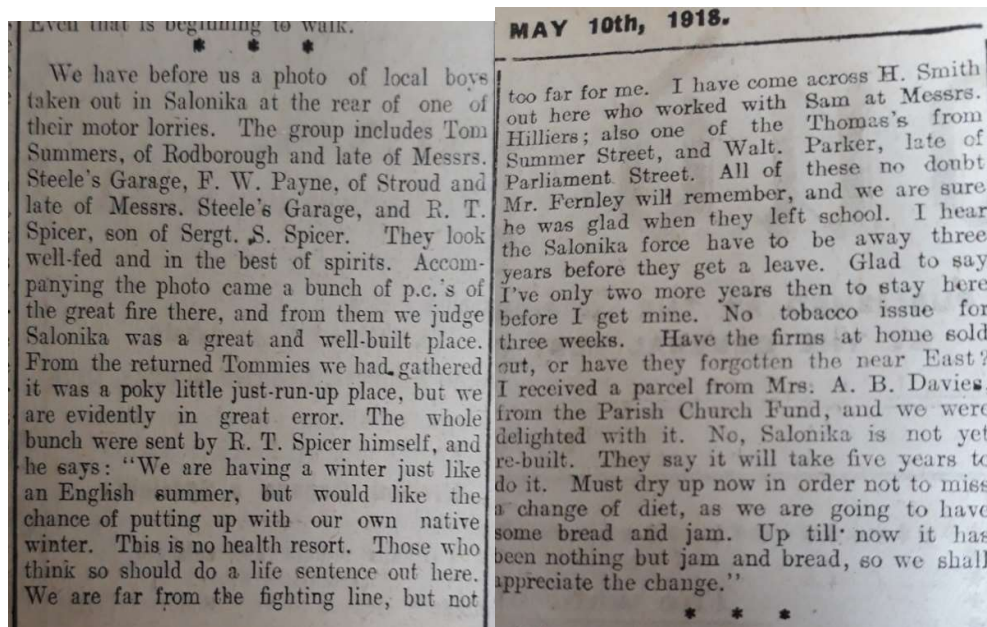 Even that is beginning to walk.
* * *
We have before us a photo of local boys
taken out in Salonika at the rear of one of
their motor lorries. The group includes Tom
Summers, of Rodborough and late of Messrs.
Steele's Garage, F. W. Payne, of Stroud and
late of Messrs. Steele's Garage, and R. T.
Spicer, son of Sergt. S. Spicer. They look
well-fed and in the best of spirits. Accom-
panying the photo came a bunch of p.c.'s of
the great fire there, and from them we judge
Salonika was a great and well-built place.
From the returned Tommies we had gathered
it was a poky little just-run-up place, but we
are evidently in great error. The whole
bunch were sent by R. T. Spicer himself, and
he says: "We are having a winter just like
an English summer, but would like the
chance of putting up with our own native
winter. This is no health resort. Those who
think so should do a life sentence out here.
We are far from the fighting line, but not
MAY 10th, 1918.
too far for me. I have come across H. Smith
out here who worked with Sam at Messrs.
Hilliers; also one of the Thomas's from
Summer Street, and Walt. Parker, late of
Parliament Street. All of these no doubt
Mr. Fernley will remember, and we are sure
he was glad when they left school. I hear
the Salonika force have to be away three
years before they get a leave. Glad to say
I've only two more years then to stay here
before I get mine. No tobacco issue for
three weeks. Have the firms at home sold
out, or have they forgotten the near East?
I received a parcel from Mrs. A. B. Davies
from the Parish Church Fund, and we were
delighted with it. No, Salonika is not yet
re-built. They say it will take five years to
do it. Must dry up now in order not to miss
a change of diet, as we are going to have
some bread and jam. Up till now it has
been nothing but jam and bread, so we shall
appreciate the change."
* * *